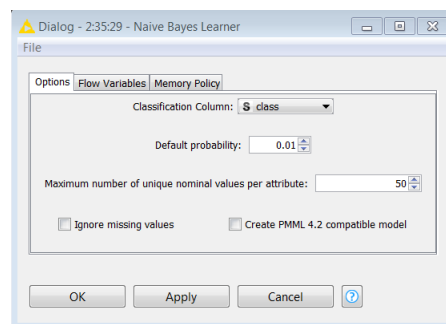 Dialog - 2:35:29 - Naive Bayes Learner
File
Options Flow Variables Memory Policy
Classification Column: S class
Default probability: 0.01
Maximum number of unique nominal values per attribute: 50
Ignore missing values Create PMML 4.2 compatible model
OK Apply Cancel ?